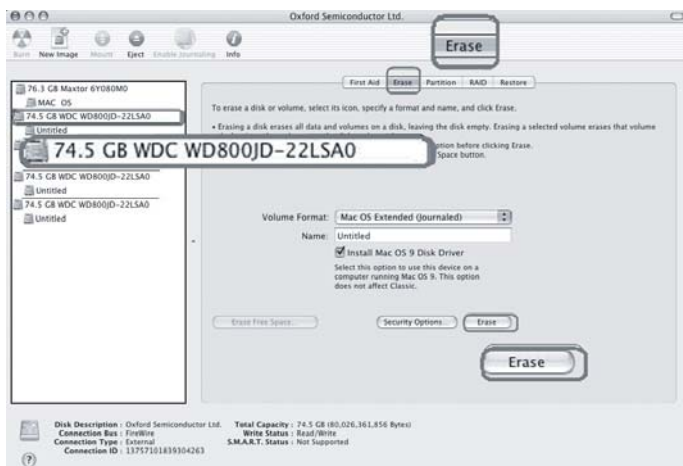 Oxford Semiconductor Ltd.
Burn New Image Mount Eject Enable Journaling Info
Erase
First Aid Erase Partition RAID Restore
76.3 GB Maxtor 6Y080M0
MAC OS
74.5 GB WDC WD800JD-22LSA0
Untitled
74.5 GB WDC WD800JD-22LSA0
74.5 GB WDC WD800JD-22LSA0
Untitled
74.5 GB WDC WD800JD-22LSA0
Untitled
To erase a disk or volume, select its icon, specify a format and name, and click Erase.
• Erasing a disk erases all data and volumes on a disk, leaving the disk empty. Erasing a selected volume erases that volume
option before clicking Erase.
Space button.
Volume Format: Mac OS Extended (Journaled)
Name: Untitled
Install Mac OS 9 Disk Driver
Select this option to use this device on a
computer running Mac OS 9. This option
does not affect Classic.
Erase Free Space... Security Options... Erase
Erase
Disk Description : Oxford Semiconductor Ltd. Total Capacity : 74.5 GB (80,026,361,856 Bytes)
Connection Bus : FireWire Write Status : Read/Write
Connection Type : External S.M.A.R.T. Status : Not Supported
Connection ID : 13757101839304263
?